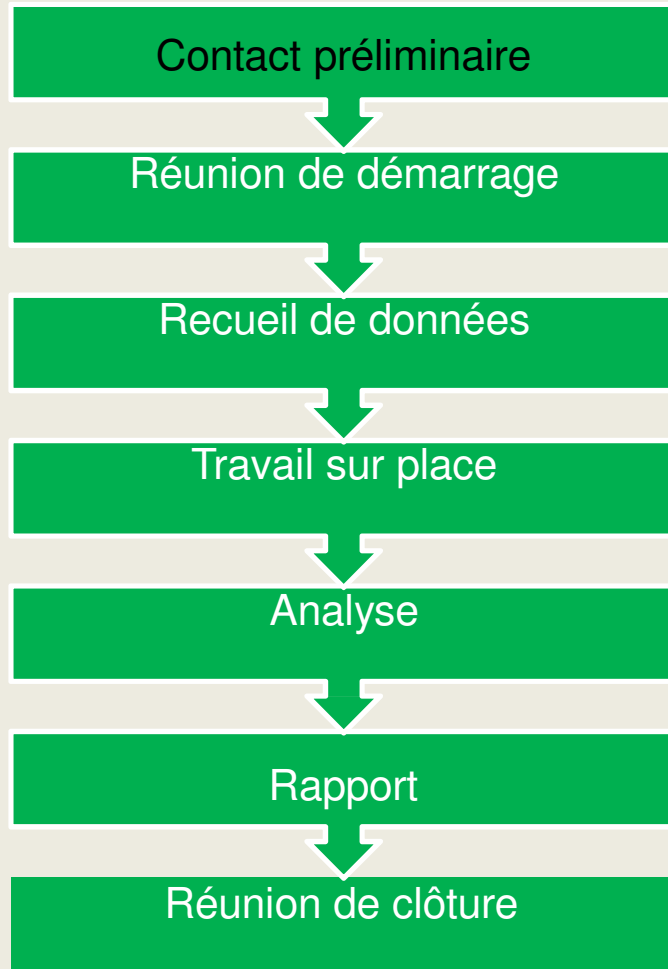 Contact préliminaire
Réunion de démarrage
Recueil de données
Travail sur place
Analyse
Rapport
Réunion de clôture